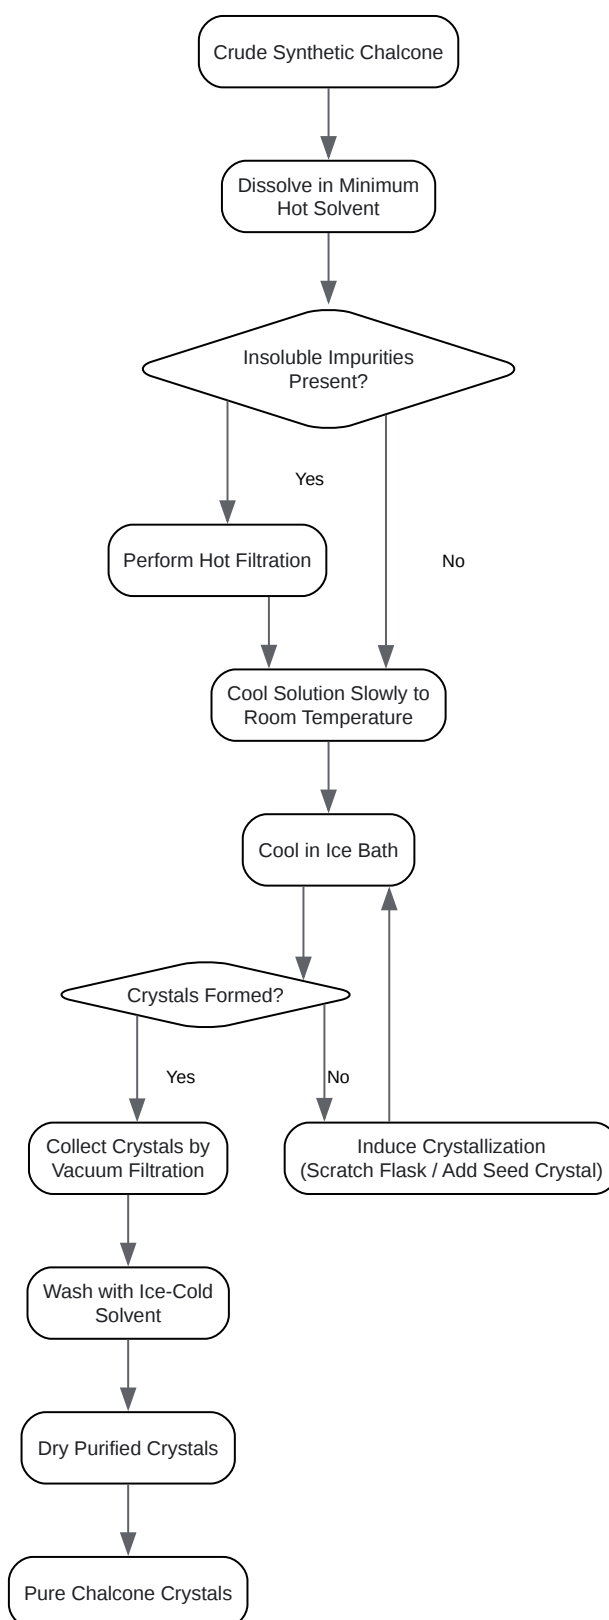 Crude Synthetic Chalcone
Dissolve in Minimum
Hot Solvent
Insoluble Impurities
Present?
Yes
Perform Hot Filtration
No
Cool Solution Slowly to
Room Temperature
Cool in Ice Bath
Crystals Formed?
Yes
No
Collect Crystals by
Vacuum Filtration
Induce Crystallization
(Scratch Flask / Add Seed Crystal)
Wash with Ice-Cold
Solvent
Dry Purified Crystals
Pure Chalcone Crystals